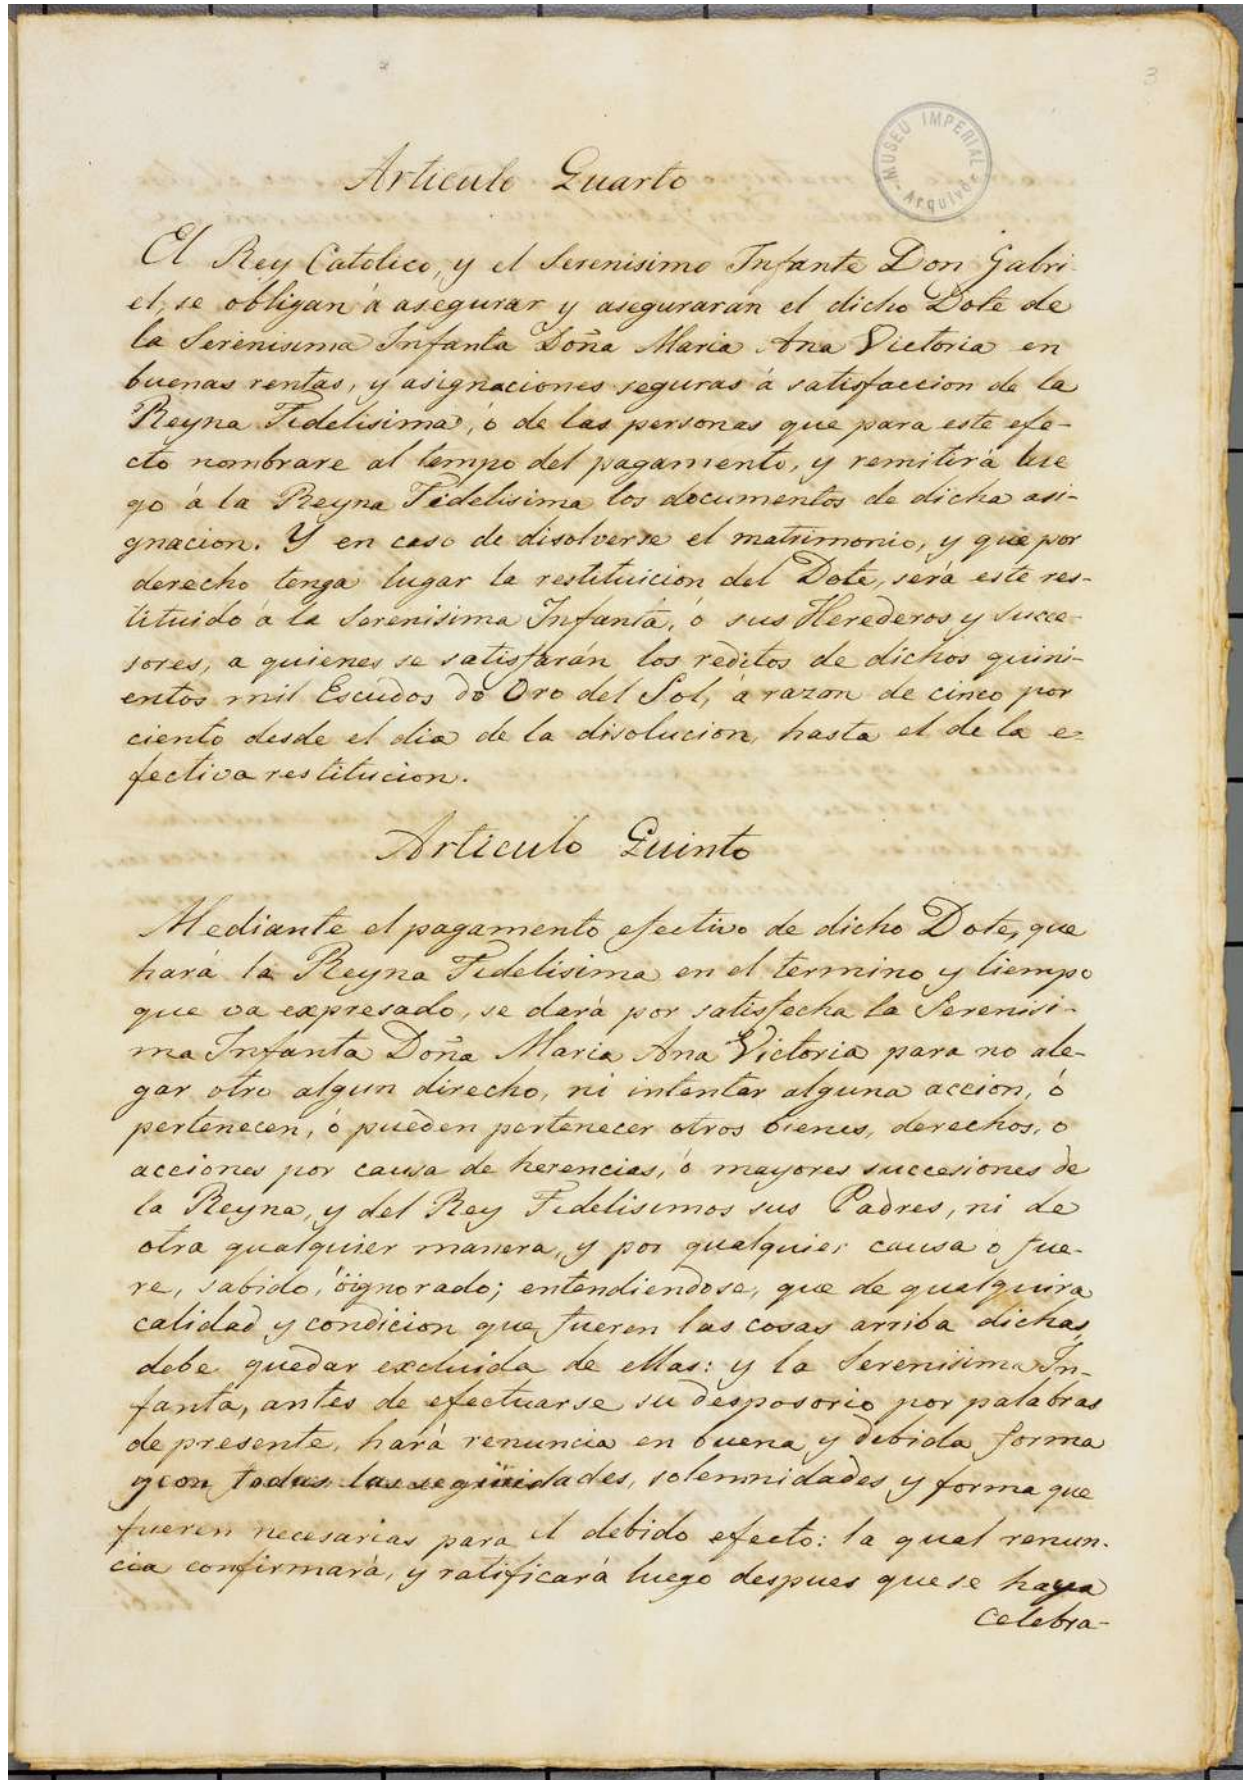 3
MUSEU IMPERIAL
Arquivo
Articulo Quarto
El Rey Catolico, y el Serenisimo Infante Don Gabri-
el, se obligan á asegurar y asegurarán el dicho Dote de
la Serenisima Infanta Doña Maria Ana Victoria en
buenas rentas, y asignaciones seguras á satisfaccion de la
Reyna Fidelisima, ó de las personas que para este efe-
cto nombrare al tempo del pagamento, y remitirá lue
go á la Reyna Fidelisima los documentos de dicha asi-
gnacion. Y en caso de disolverse el matrimonio, y que por
derecho tenga lugar la restituicion del Dote, será este res-
tituido á la Serenisima Infanta, ó sus Herederos y Succe-
sores, a quienes se satisfarán los reditos de dichos quini-
entos mil Escudos do Oro del Sol, á razon de cinco por
ciento desde el dia de la disolucion, hasta el de la e-
fectiva restitucion.
Articulo Quinto
Mediante el pagamento efectivo de dicho Dote, que
hará la Reyna Fidelisima en el termino y tiempo
que va expresado, se dará por satisfecha la Serenisi-
ma Infanta Doña Maria Ana Victoria para no ale-
gar otro algun direcho, ni intentar alguna accion, ó
pertenecen, ó pueden pertenecer otros bienes, derechos, o
acciones por causa de herencias, ó mayores succesiones de
la Reyna, y del Rey Fidelisimos sus Padres, ni de
otra qualquier manera, y por qualquier causa o fue-
re, sabido, óignorado; entendiendose, que de qualquira
calidad y condicion que fueren las cosas arriba dichas,
debe quedar excluida de ellas: y la Serenisima In-
fanta, antes de efectuarse su desposorio por palabras
de presente, hará renuncia en buena y debida forma
y con todas las solemnidades y forma que
fueren necesarias para el debido efecto: la qual renun-
cia confirmará, y ratificará luego despues que se haya
celebra-